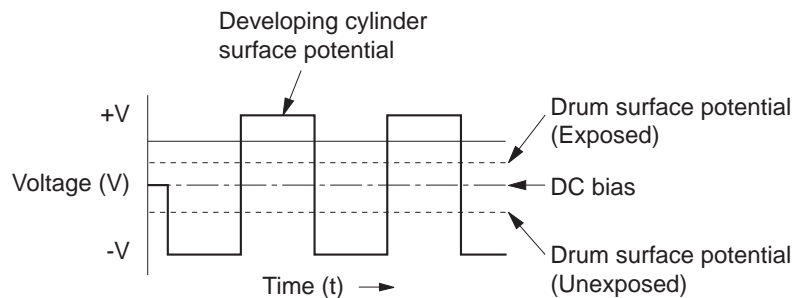 Developing cylinder
surface potential
+V
Drum surface potential
(Exposed)
Voltage (V)
DC bias
-V
Drum surface potential
(Unexposed)
Time (t)